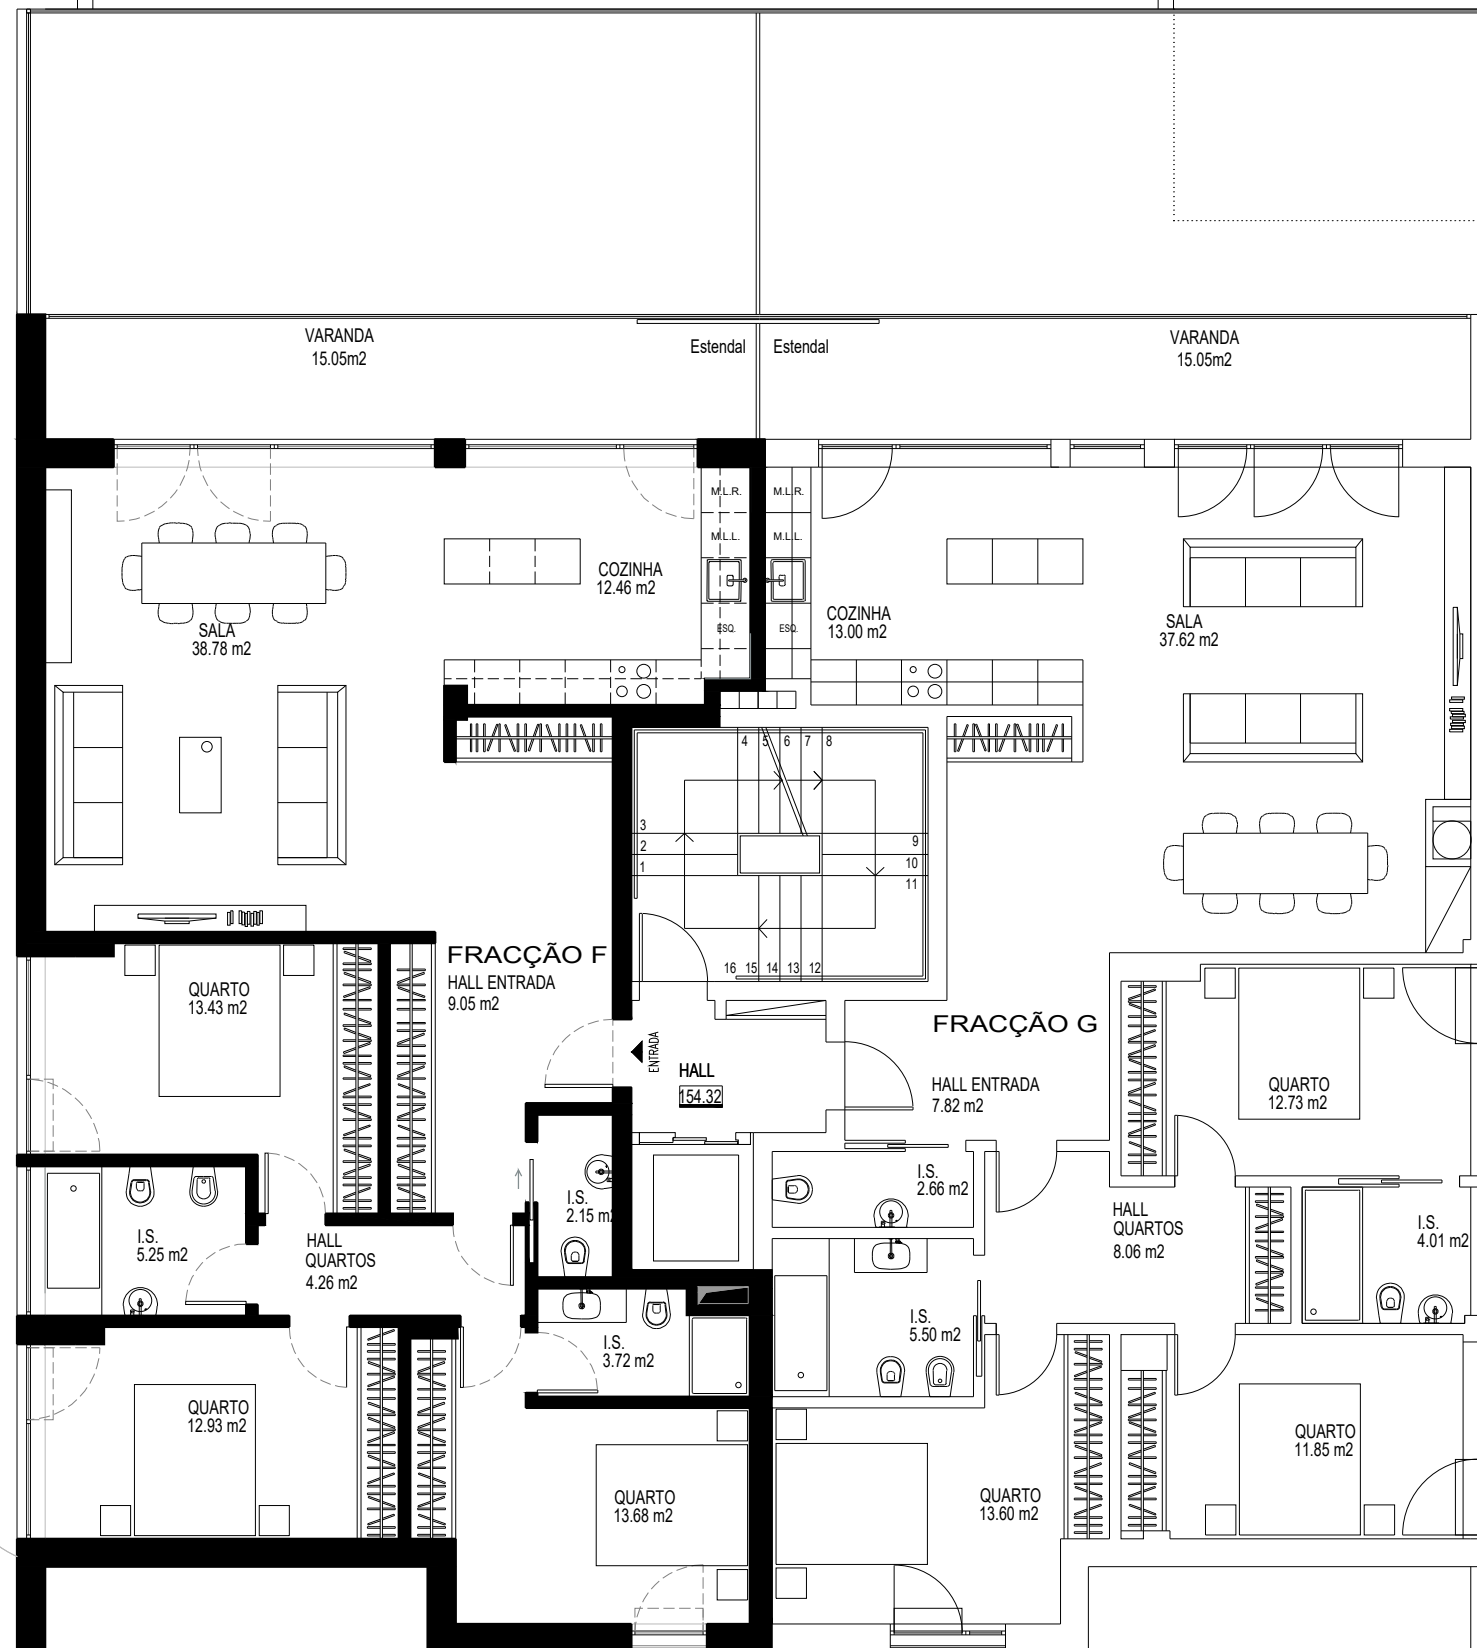 VARANDA
15.05m2
Estendal
Estendal
VARANDA
15.05m2
M.L.R.
M.L.L.
ESQ.
M.L.R.
M.L.L.
ESQ.
COZINHA
12.46 m2
SALA
38.78 m2
COZINHA
13.00 m2
SALA
37.62 m2
4 5 6 7 8
3
2
1
9
10
11
16 15 14 13 12
FRACÇÃO F
HALL ENTRADA
9.05 m2
QUARTO
13.43 m2
ENTRADA
HALL
154.32
FRACÇÃO G
HALL ENTRADA
7.82 m2
QUARTO
12.73 m2
I.S.
5.25 m2
HALL
QUARTOS
4.26 m2
I.S.
2.15 m2
I.S.
2.66 m2
HALL
QUARTOS
8.06 m2
I.S.
4.01 m2
I.S.
3.72 m2
I.S.
5.50 m2
QUARTO
12.93 m2
QUARTO
13.68 m2
QUARTO
13.60 m2
QUARTO
11.85 m2